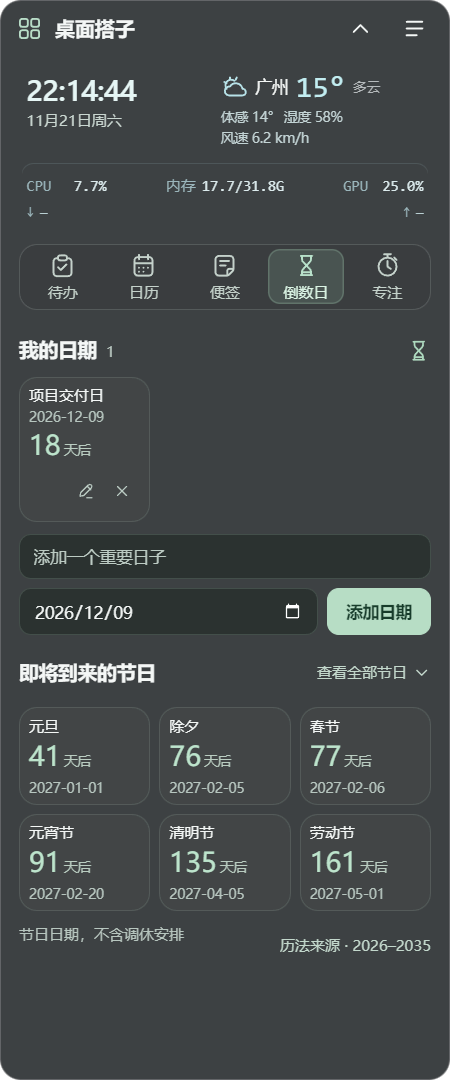 桌面搭子
22:14:44
11月21日周六
广州 15° 多云
体感 14° 湿度 58%
风速 6.2 km/h
CPU 7.7% 内存 17.7/31.8G GPU 25.0%
↓ – ↑ –
待办 日历 便签 倒数日 专注
我的日期 1
项目交付日
2026-12-09
18 天后
添加一个重要日子
2026/12/09 添加日期
即将到来的节日 查看全部节日
元旦 除夕 春节
41 天后 76 天后 77 天后
2027-01-01 2027-02-05 2027-02-06
元宵节 清明节 劳动节
91 天后 135 天后 161 天后
2027-02-20 2027-04-05 2027-05-01
节日日期，不含调休安排
历法来源 · 2026–2035